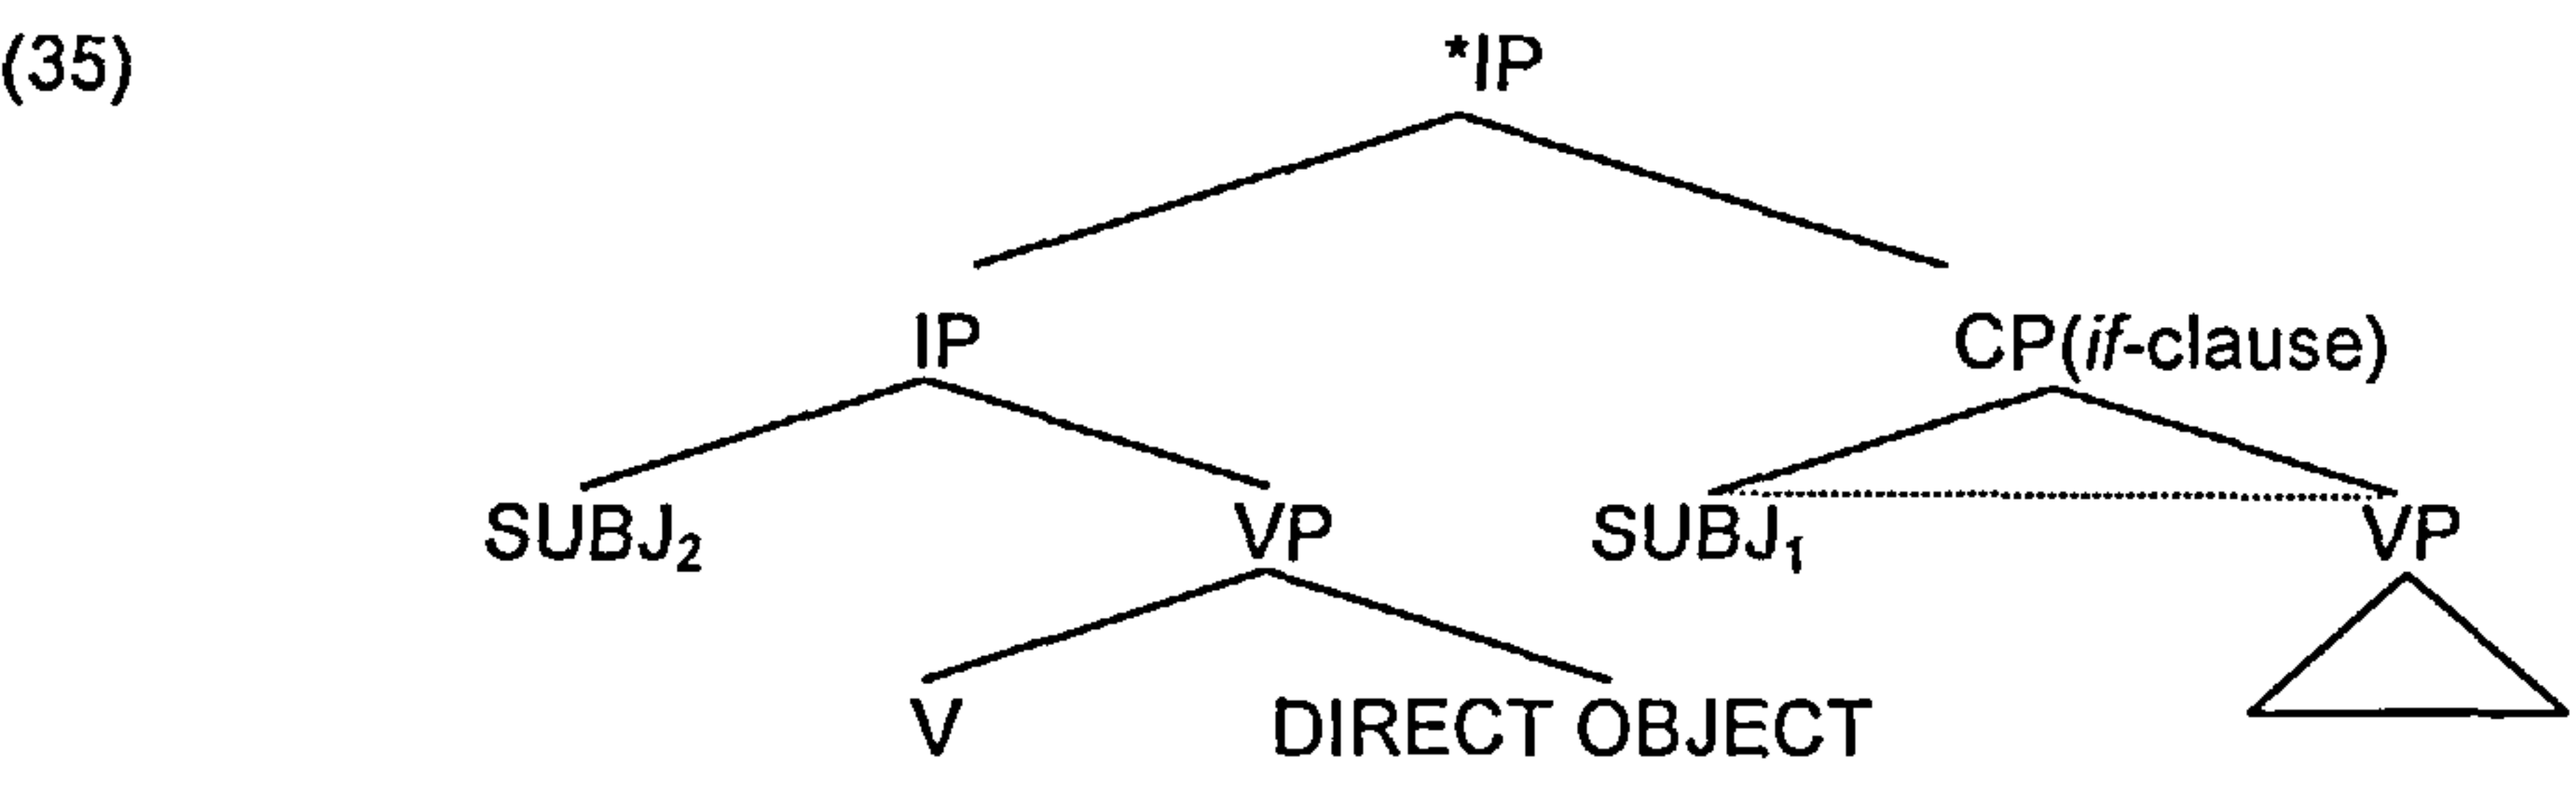 (35) *IP
IP CP(if-clause)
SUBJ₂ VP SUBJ₁ VP
V DIRECT OBJECT